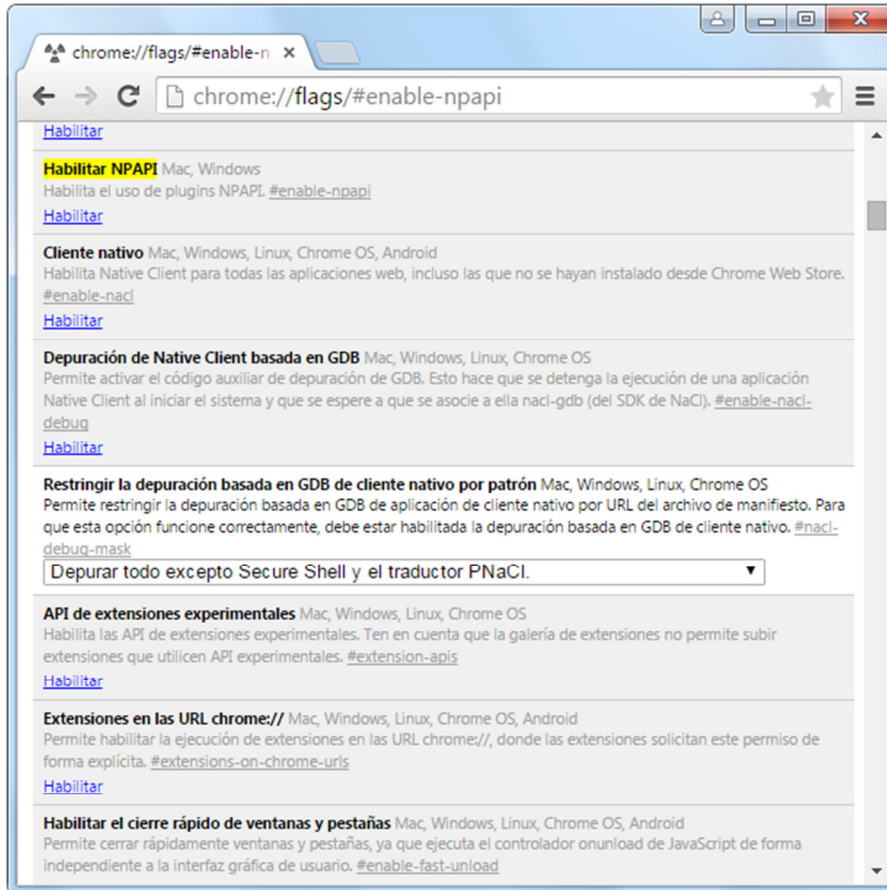 chrome://flags/#enable-n
chrome://flags/#enable-npapi
Habilitar
Habilitar NPAPI Mac, Windows
Habilita el uso de plugins NPAPI. #enable-npapi
Habilitar
Cliente nativo Mac, Windows, Linux, Chrome OS, Android
Habilita Native Client para todas las aplicaciones web, incluso las que no se hayan instalado desde Chrome Web Store.
#enable-nacl
Habilitar
Depuración de Native Client basada en GDB Mac, Windows, Linux, Chrome OS
Permite activar el código auxiliar de depuración de GDB. Esto hace que se detenga la ejecución de una aplicación
Native Client al iniciar el sistema y que se espere a que se asocie a ella nacl-gdb (del SDK de NaCl). #enable-nacl-
debug
Habilitar
Restringir la depuración basada en GDB de cliente nativo por patrón Mac, Windows, Linux, Chrome OS
Permite restringir la depuración basada en GDB de aplicación de cliente nativo por URL del archivo de manifiesto. Para
que esta opción funcione correctamente, debe estar habilitada la depuración basada en GDB de cliente nativo. #nacl-
debug-mask
Depurar todo excepto Secure Shell y el traductor PNaCl.
API de extensiones experimentales Mac, Windows, Linux, Chrome OS
Habilita las API de extensiones experimentales. Ten en cuenta que la galería de extensiones no permite subir
extensiones que utilicen API experimentales. #extension-apis
Habilitar
Extensiones en las URL chrome:// Mac, Windows, Linux, Chrome OS, Android
Permite habilitar la ejecución de extensiones en las URL chrome://, donde las extensiones solicitan este permiso de
forma explícita. #extensions-on-chrome-urls
Habilitar
Habilitar el cierre rápido de ventanas y pestañas Mac, Windows, Linux, Chrome OS, Android
Permite cerrar rápidamente ventanas y pestañas, ya que ejecuta el controlador onunload de JavaScript de forma
independiente a la interfaz gráfica de usuario. #enable-fast-unload